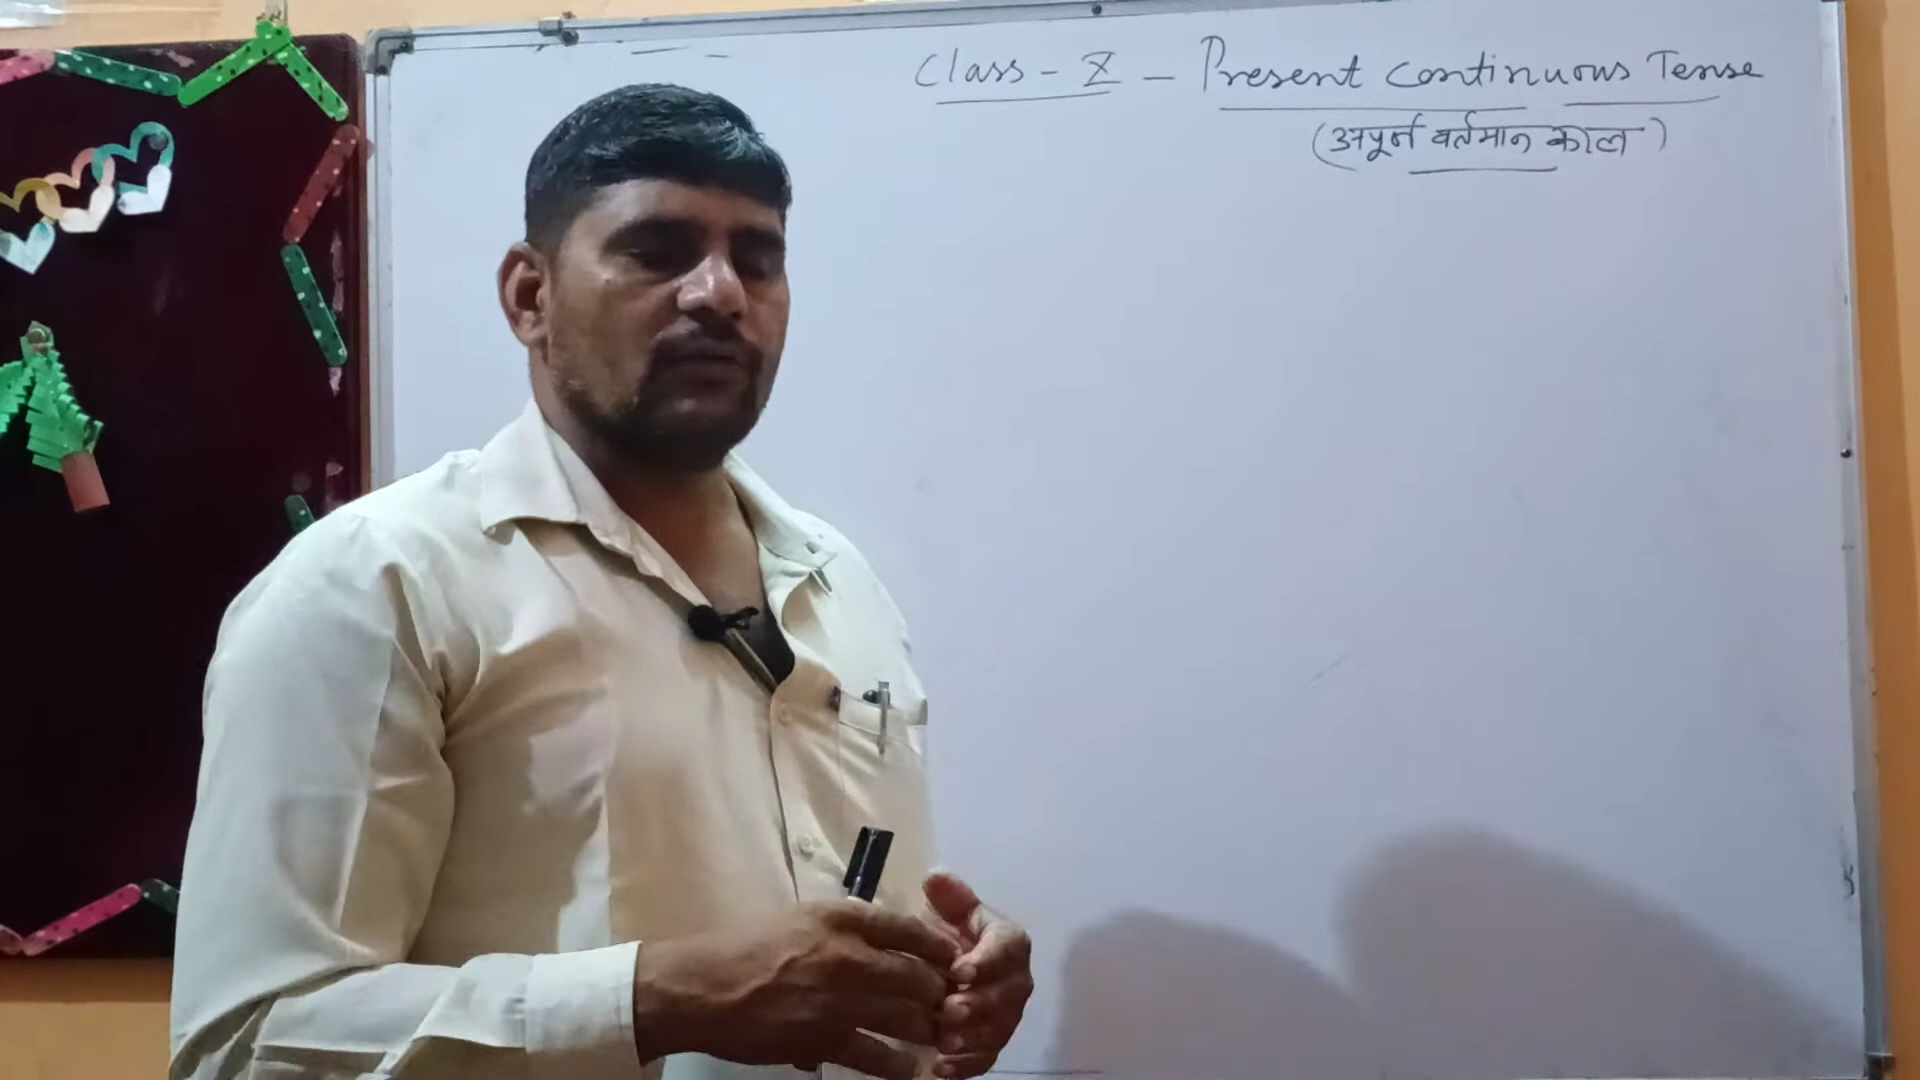 Class - X - Present Continuous Tense
(अपूर्न वर्तमान काल)